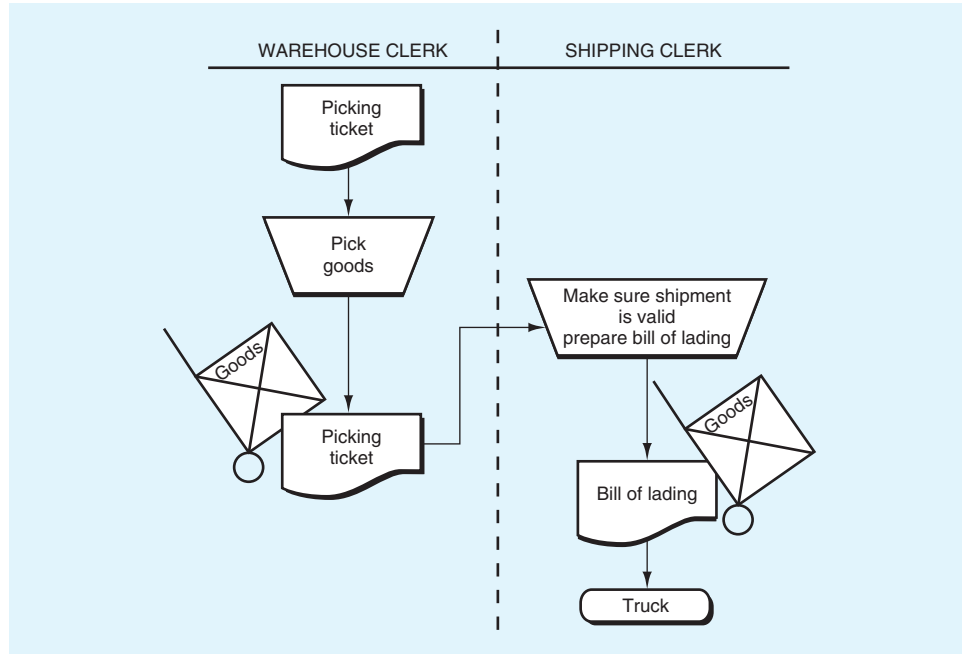 WAREHOUSE CLERK
SHIPPING CLERK
Picking
ticket
Pick
goods
Make sure shipment
is valid
prepare bill of lading
Goods
Picking
ticket
Goods
Bill of lading
Truck